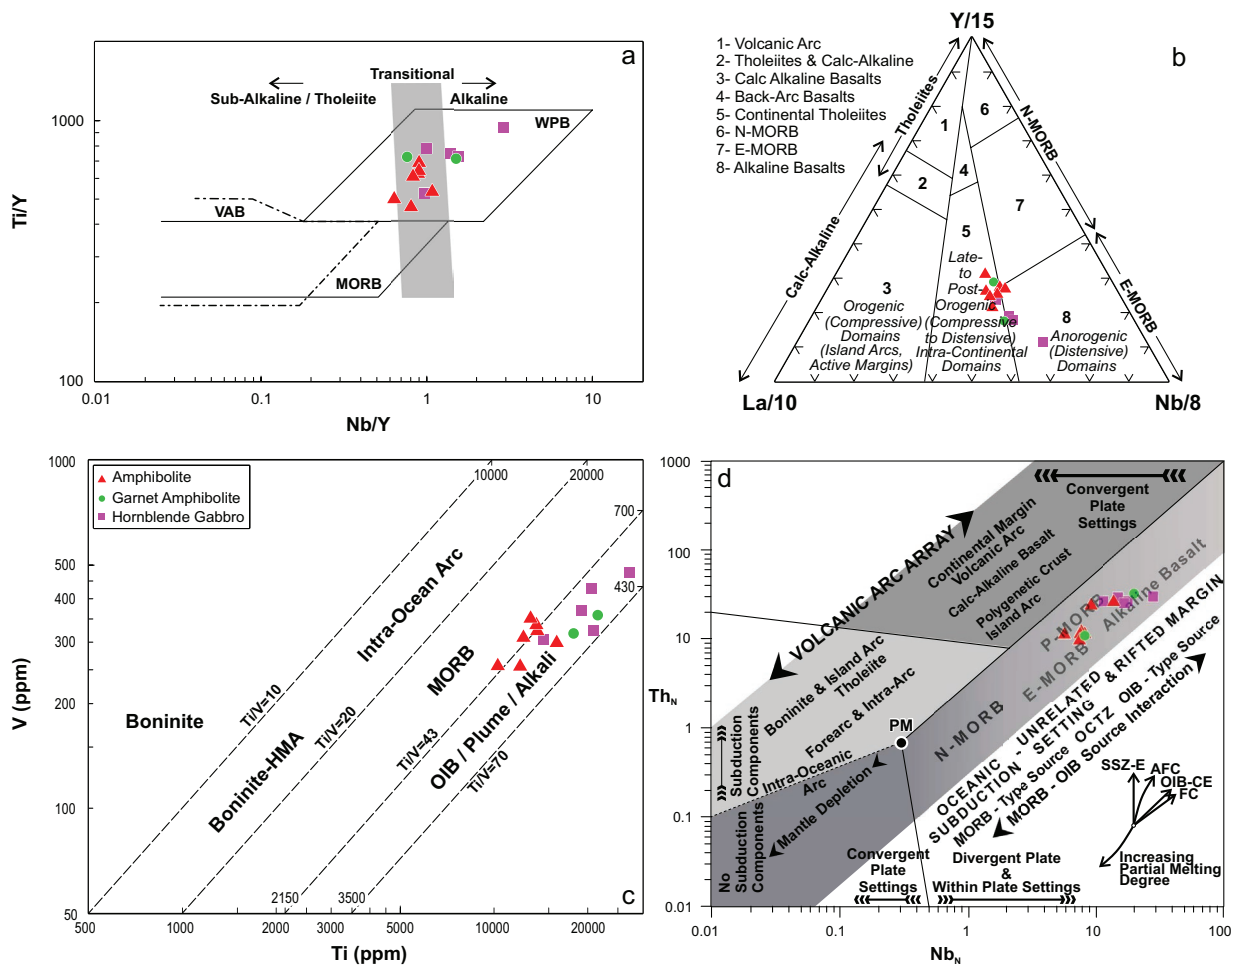 a
Transitional
Sub-Alkaline / Tholeiite
Alkaline
WPB
VAB
MORB
1000
100
Ti/Y
0.01
0.1
1
10
Nb/Y
b
Y/15
1- Volcanic Arc
2- Tholeiites & Calc-Alkaline
3- Calc Alkaline Basalts
4- Back-Arc Basalts
5- Continental Tholeiites
6- N-MORB
7- E-MORB
8- Alkaline Basalts
Tholeiites
Calc-Alkaline
N-MORB
E-MORB
1
2
3
4
5
6
7
8
Late-
to
Post-
Orogenic
(Compressive
to Distensive)
Intra-Continental
Domains
Orogenic
(Compressive)
Domains
(Island Arcs,
Active Margins)
Anorogenic
(Distensive)
Domains
La/10
Nb/8
c
Amphibolite
Garnet Amphibolite
Hornblende Gabbro
1000
500
400
300
200
100
50
V (ppm)
500
1000
2000
3000
5000
10000
20000
Ti (ppm)
10000
20000
700
430
2150
3500
Boninite
Boninite-HMA
Intra-Ocean Arc
MORB
OIB / Plume / Alkali
Ti/V=10
Ti/V=20
Ti/V=43
Ti/V=70
d
1000
100
10
1
0.1
0.01
Th_N
0.01
0.1
1
10
100
Nb_N
Convergent
Plate
Settings
VOLCANIC ARC ARRAY
Continental Margin
Volcanic Arc
Calc-Alkaline Basalt
Polygenetic Crust
Island Arc
Boninite & Island Arc
Tholeiite
Forearc & Intra-Arc
Intra-Oceanic
Arc
Subduction
Components
No
Subduction
Components
Mantle Depletion
PM
N-MORB
E-MORB
P-MORB
Alkaline Basalt
OCEANIC - UNRELATED & RIFTED MARGIN
SUBDUCTION SETTING
MORB - Type Source OCTZ OIB - Type Source
MORB - OIB Source Interaction
Convergent
Plate
Settings
Divergent Plate
&
Within Plate Settings
SSZ-E
AFC
OIB-CE
FC
Increasing
Partial Melting
Degree